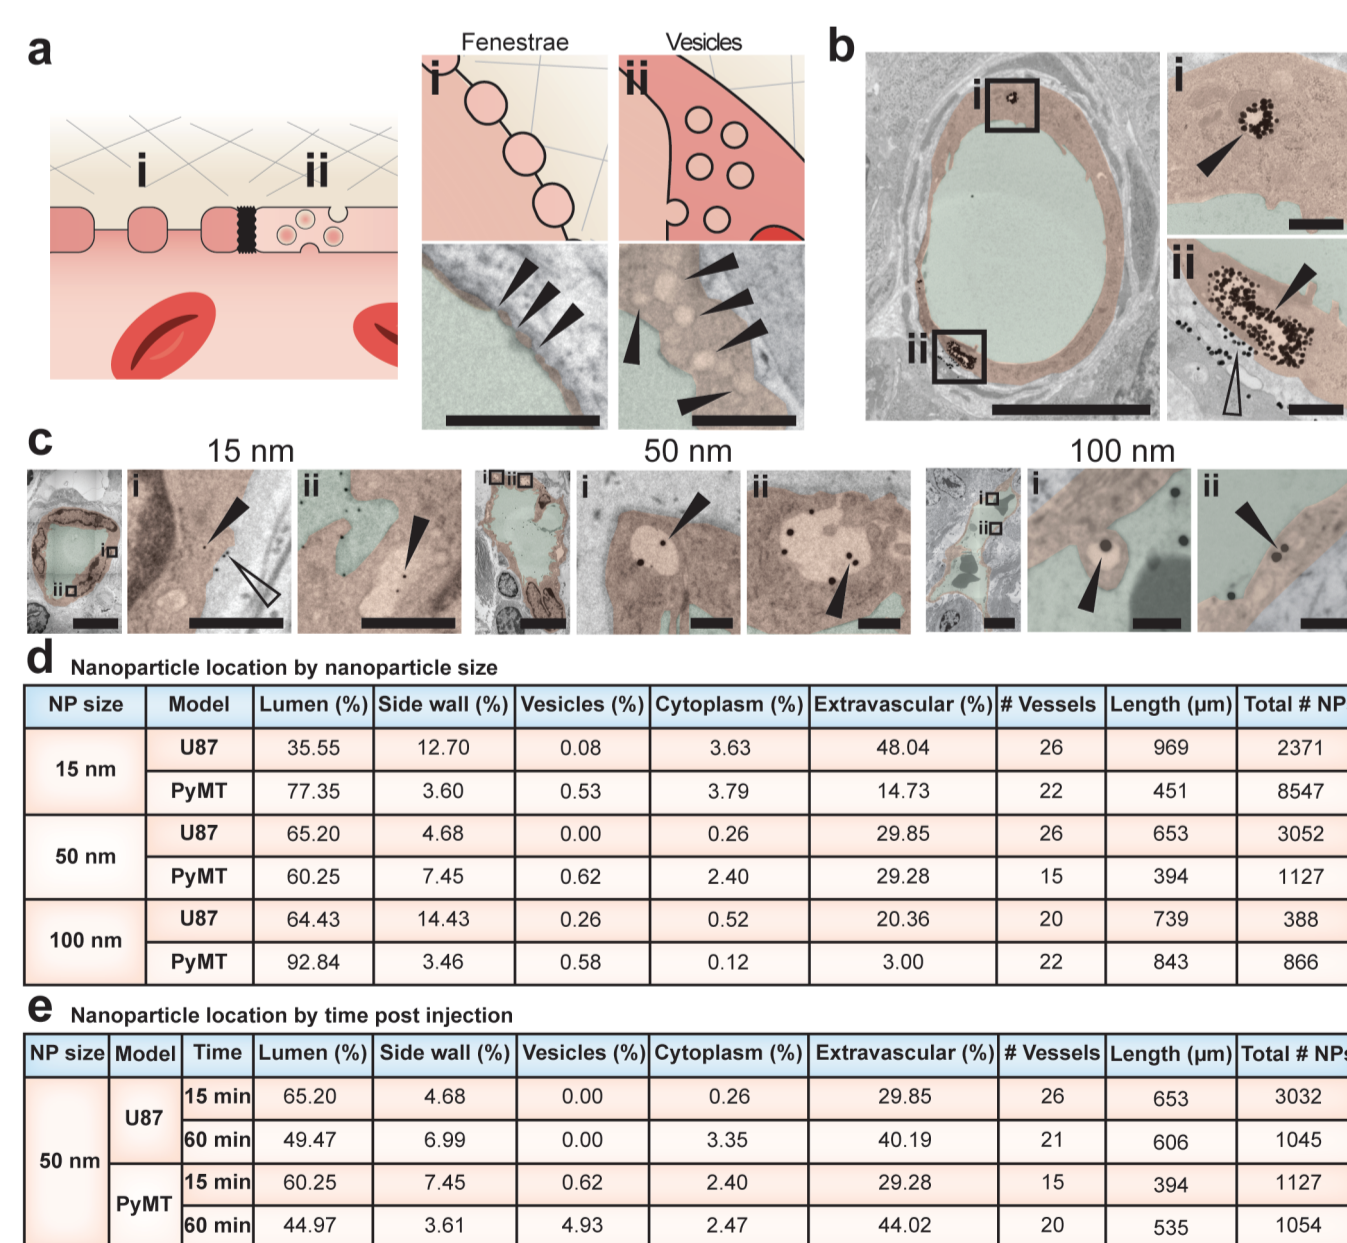 a
i
ii
Fenestrae
Vesicles
i
ii
b
i
ii
i
ii
c
15 nm
50 nm
100 nm
i
ii
i
ii
i
ii
i
ii
i
ii
i
ii
d Nanoparticle location by nanoparticle size
NP size Model Lumen (%) Side wall (%) Vesicles (%) Cytoplasm (%) Extravascular (%) # Vessels Length (µm) Total # NP
15 nm U87 35.55 12.70 0.08 3.63 48.04 26 969 2371
PyMT 77.35 3.60 0.53 3.79 14.73 22 451 8547
50 nm U87 65.20 4.68 0.00 0.26 29.85 26 653 3052
PyMT 60.25 7.45 0.62 2.40 29.28 15 394 1127
100 nm U87 64.43 14.43 0.26 0.52 20.36 20 739 388
PyMT 92.84 3.46 0.58 0.12 3.00 22 843 866
e Nanoparticle location by time post injection
NP size Model Time Lumen (%) Side wall (%) Vesicles (%) Cytoplasm (%) Extravascular (%) # Vessels Length (µm) Total # NPs
50 nm U87 15 min 65.20 4.68 0.00 0.26 29.85 26 653 3032
60 min 49.47 6.99 0.00 3.35 40.19 21 606 1045
PyMT 15 min 60.25 7.45 0.62 2.40 29.28 15 394 1127
60 min 44.97 3.61 4.93 2.47 44.02 20 535 1054